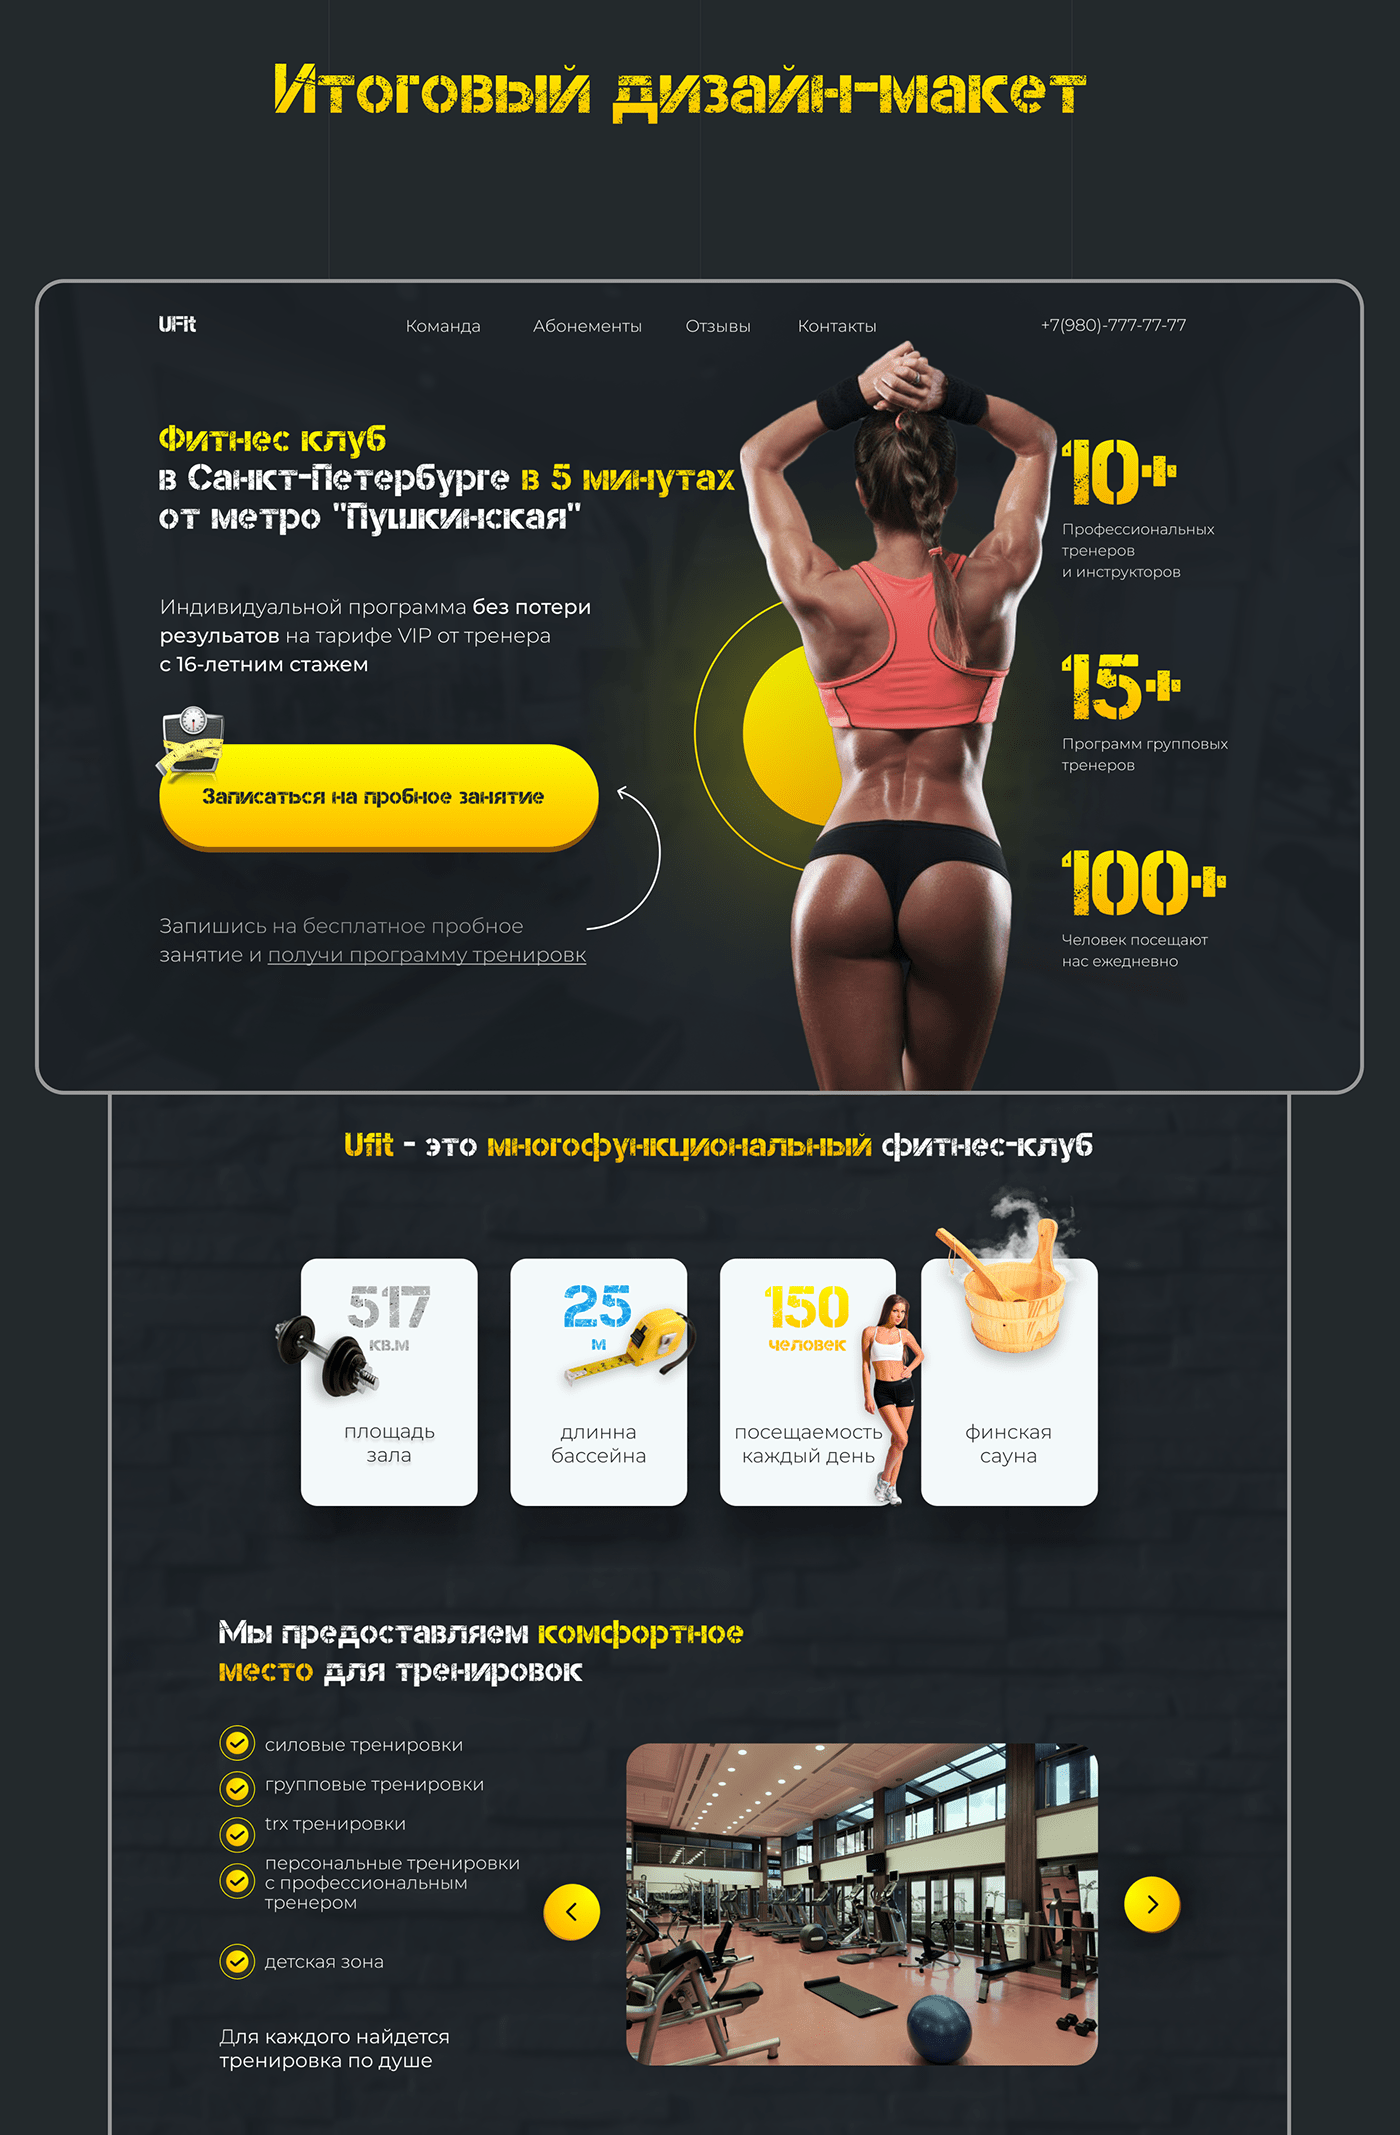 Итоговый дизайн-макет
UFit
Команда
Абонементы
Отзывы
Контакты
+7(980)-777-77-77
Фитнес клуб
в Санкт-Петербурге в 5 минутах
от метро "Пушкинская"
Индивидуальной программа без потери
резульатов на тарифе VIP от тренера
с 16-летним стажем
Записаться на пробное занятие
Запишись на бесплатное пробное
занятие и получи программу тренировк
10+
Профессиональных
тренеров
и инструкторов
15+
Программ групповых
тренеров
100+
Человек посещают
нас ежедневно
Ufit - это многофункциональный фитнес-клуб
517
кв.м
площадь
зала
25
м
длинна
бассейна
150
человек
посещаемость
каждый день
финская
сауна
Мы предоставляем комфортное
место для тренировок
силовые тренировки
групповые тренировки
trx тренировки
персональные тренировки
с профессиональным
тренером
детская зона
Для каждого найдется
тренировка по душе